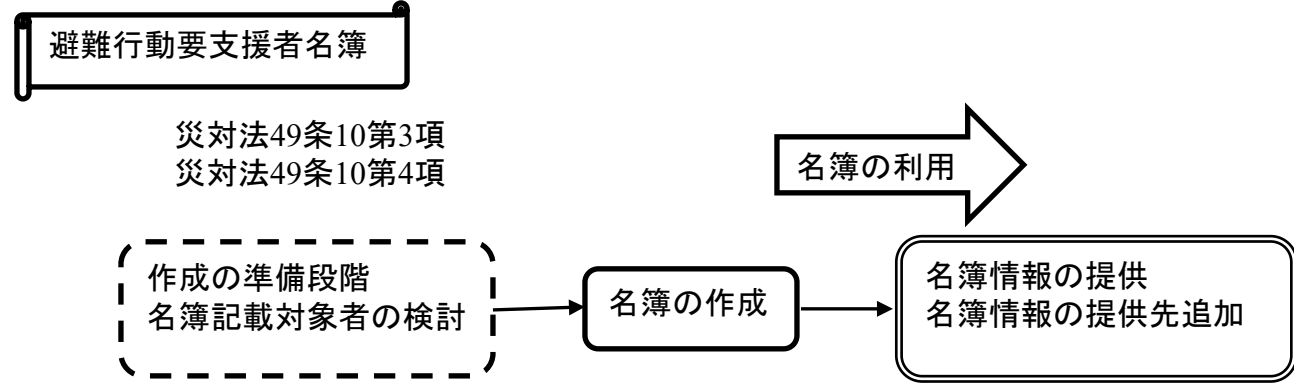 避難行動要支援者名簿
災対法49条10第3項
災対法49条10第4項
名簿の利用
作成の準備段階
名簿記載対象者の検討
名簿の作成
名簿情報の提供
名簿情報の提供先追加